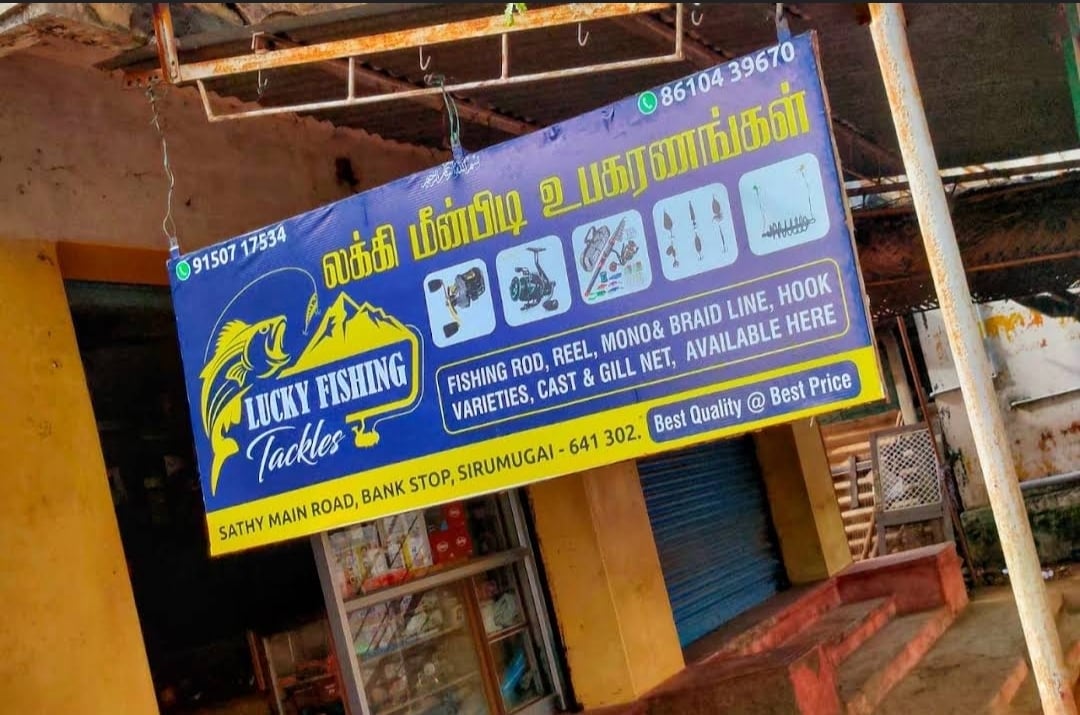 86104 39670
91507 17534
லக்கி மீன்பிடி உபகரணங்கள்
LUCKY FISHING
Tackles
FISHING ROD, REEL, MONO & BRAID LINE, HOOK
VARIETIES, CAST & GILL NET, AVAILABLE HERE
SATHY MAIN ROAD, BANK STOP, SIRUMUGAI - 641 302.
Best Quality @ Best Price